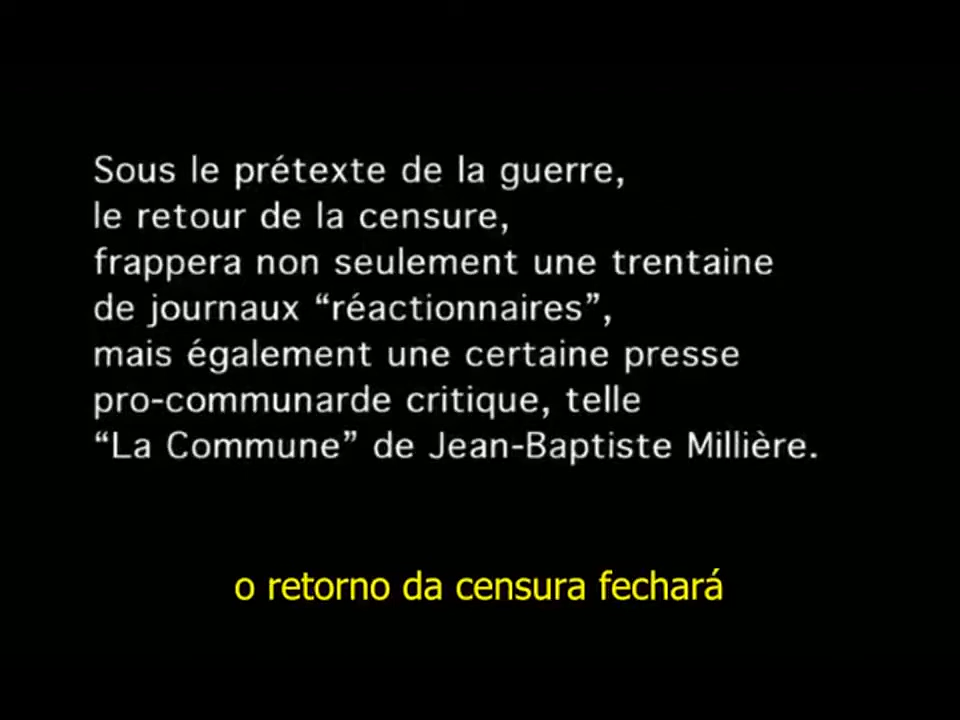 Sous le prétexte de la guerre,
le retour de la censure,
frappera non seulement une trentaine
de journaux “réactionnaires”,
mais également une certaine presse
pro-communarde critique, telle
“La Commune” de Jean-Baptiste Millière.
o retorno da censura fechará